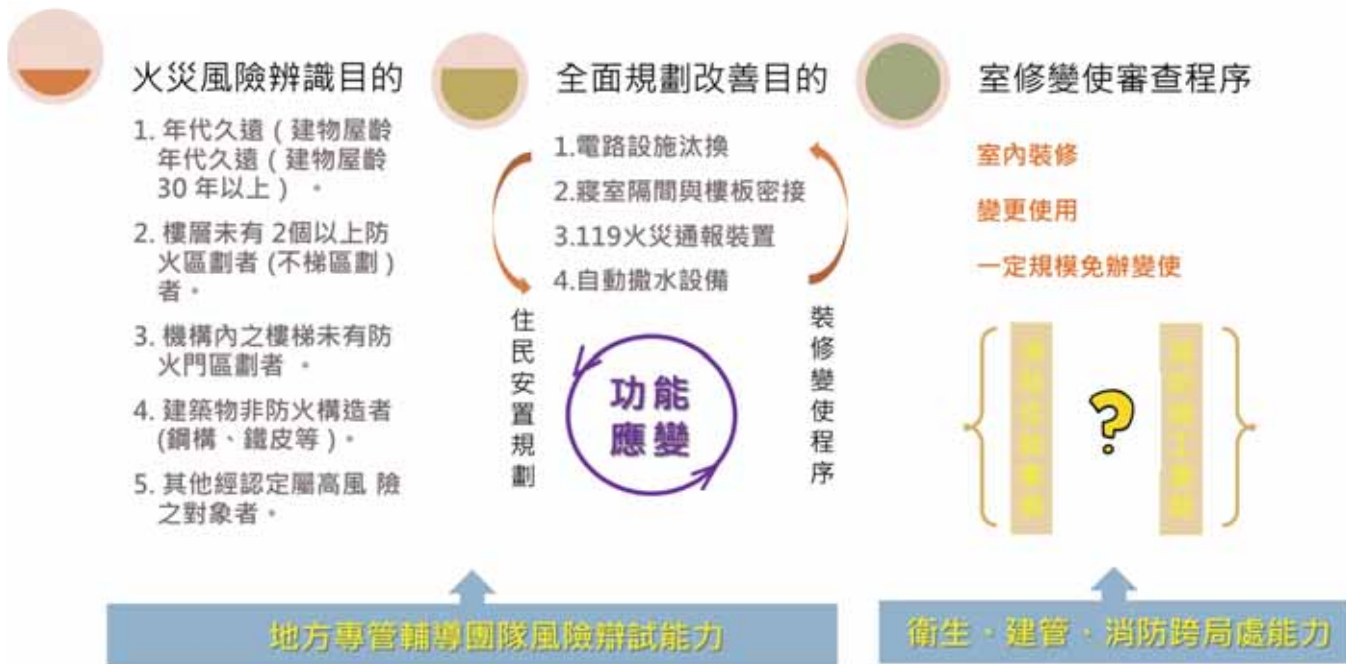 火災風險辨識目的
1. 年代久遠 ( 建物屋齡
年代久遠 ( 建物屋齡
30 年以上 ) 。
2. 樓層未有 2個以上防
火區劃者 (不梯區劃 )
者。
3. 機構內之樓梯未有防
火門區劃者 。
4. 建築物非防火構造者
(鋼構、鐵皮等 )。
5. 其他經認定屬高風 險
之對象者。
全面規劃改善目的
1.電路設施汰換
2.寢室隔間與樓板密接
3.119火災通報裝置
4.自動撒水設備
住民安置規劃
功能
應變
裝修變使程序
室修變使審查程序
室內裝修
變更使用
一定規模免辦變使
?
地方專管輔導團隊風險辯試能力
衛生、建管、消防跨局處能力